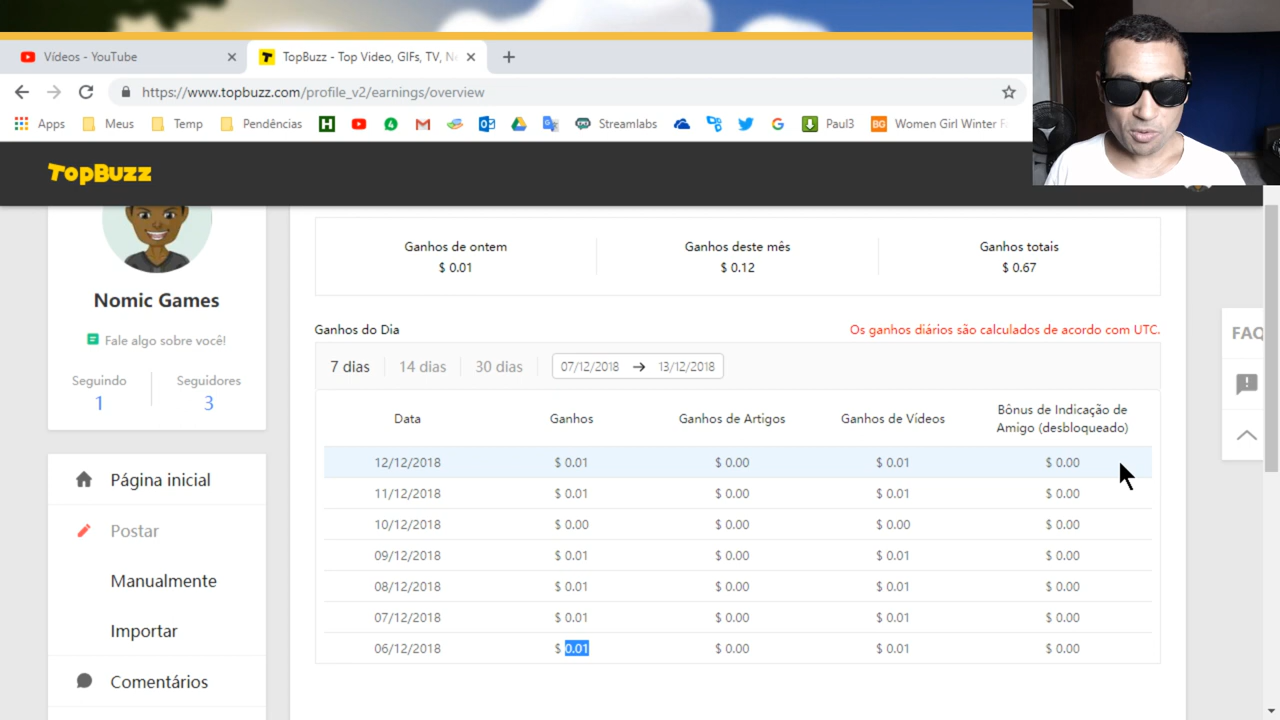 Vídeos - YouTube
TopBuzz - Top Video, GIFs, TV, N
https://www.topbuzz.com/profile_v2/earnings/overview
Apps Meus Temp Pendências Streamlabs Paul3 Women Girl Winter F
TopBuzz
Ganhos de ontem Ganhos deste mês Ganhos totais
$ 0.01 $ 0.12 $ 0.67
Nomic Games
Fale algo sobre você!
Seguindo Seguidores
1 3
Ganhos do Dia Os ganhos diários são calculados de acordo com UTC.
7 dias 14 dias 30 dias 07/12/2018 → 13/12/2018
Data Ganhos Ganhos de Artigos Ganhos de Vídeos Bônus de Indicação de
Amigo (desbloqueado)
12/12/2018 $ 0.01 $ 0.00 $ 0.01 $ 0.00
11/12/2018 $ 0.01 $ 0.00 $ 0.01 $ 0.00
10/12/2018 $ 0.00 $ 0.00 $ 0.00 $ 0.00
09/12/2018 $ 0.01 $ 0.00 $ 0.01 $ 0.00
08/12/2018 $ 0.01 $ 0.00 $ 0.01 $ 0.00
07/12/2018 $ 0.01 $ 0.00 $ 0.01 $ 0.00
06/12/2018 $ 0.01 $ 0.00 $ 0.01 $ 0.00
Página inicial
Postar
Manualmente
Importar
Comentários
FAQ